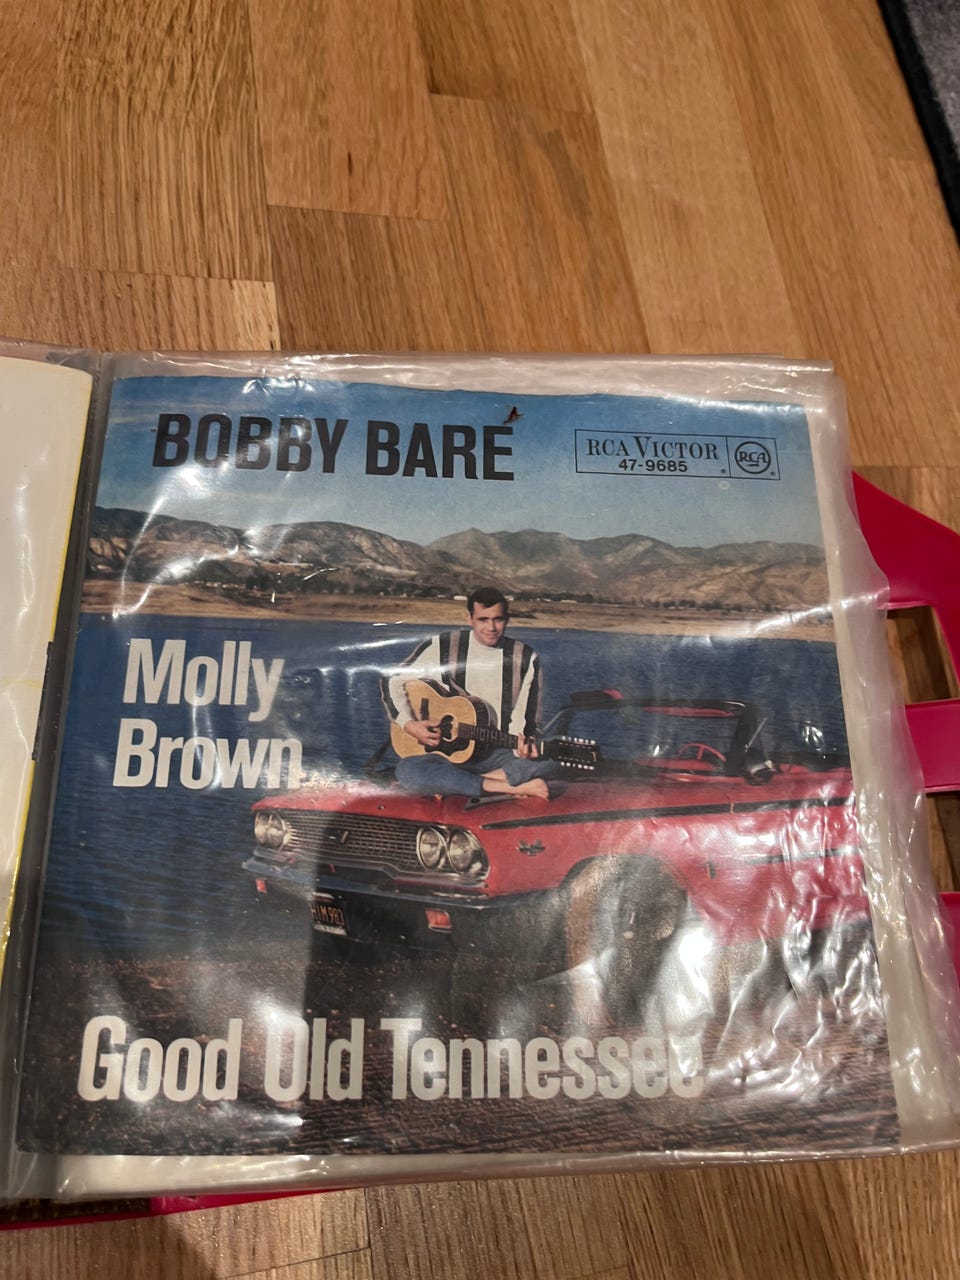 BOBBY BARE
RCA VICTOR
47-9685
RCA
Molly
Brown
Good Old Tennessee